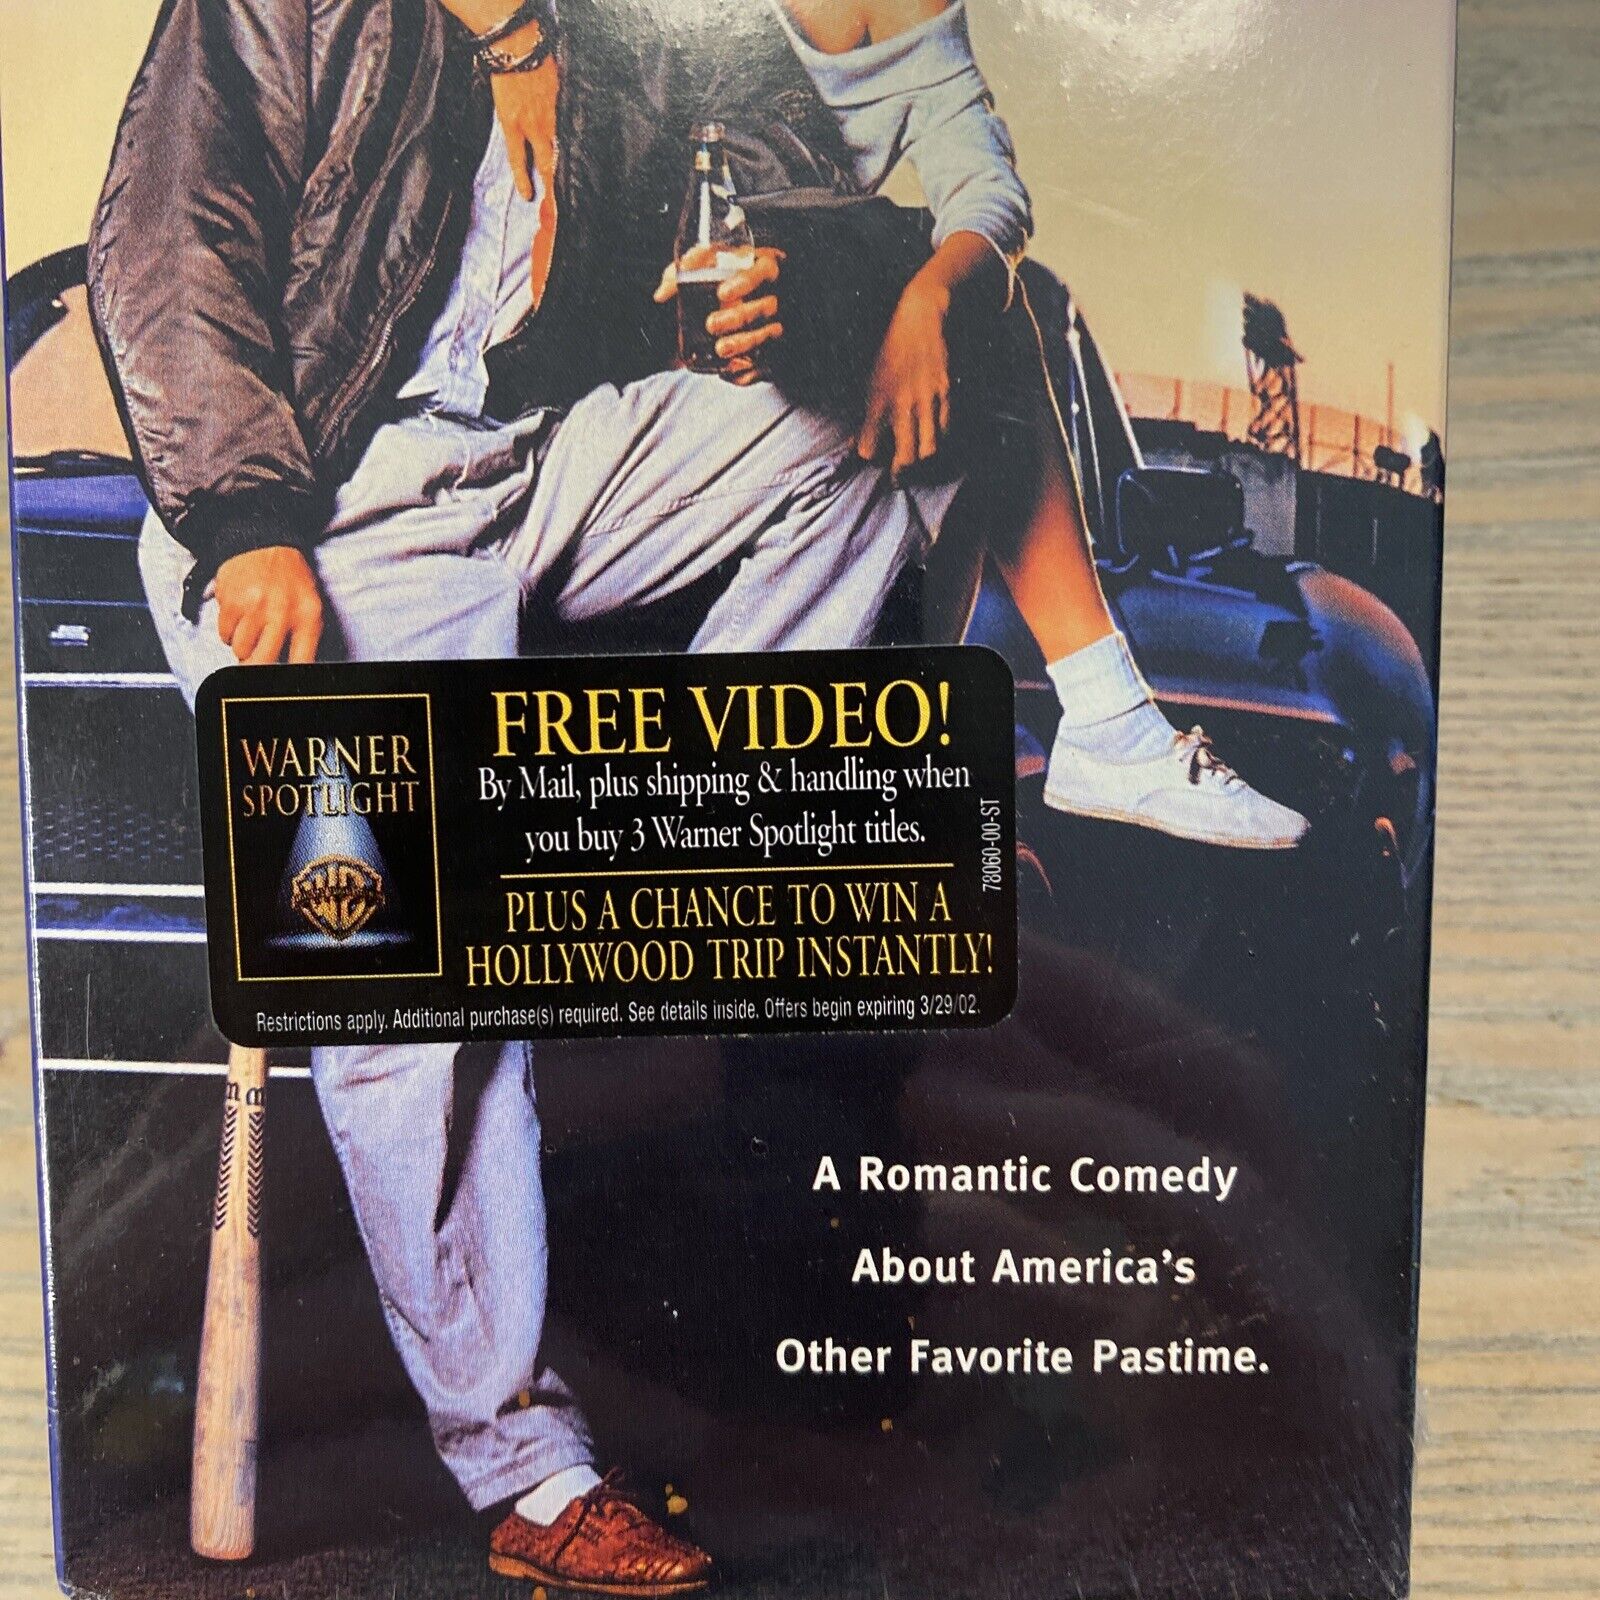 WARNER
SPOTLIGHT
WB
FREE VIDEO!
By Mail, plus shipping & handling when
you buy 3 Warner Spotlight titles.
PLUS A CHANCE TO WIN A
HOLLYWOOD TRIP INSTANTLY!
Restrictions apply. Additional purchase(s) required. See details inside. Offers begin expiring 3/29/02.
78060-00-ST
A Romantic Comedy
About America's
Other Favorite Pastime.